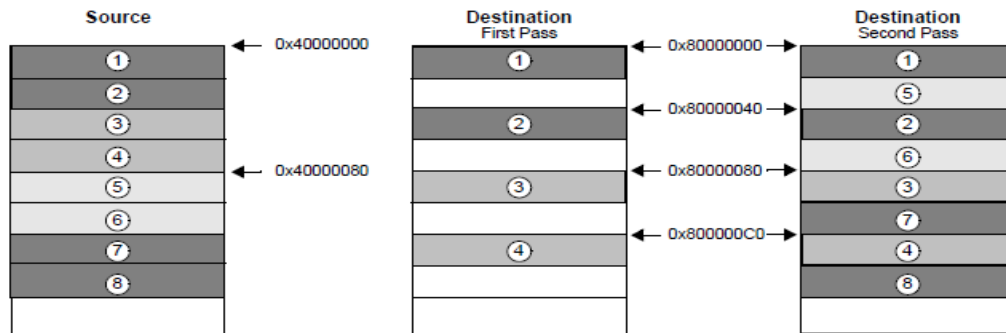 Source
0x40000000
1
2
3
4
0x40000080
5
6
7
8
Destination
First Pass
1
2
3
4
0x80000000
0x80000040
0x80000080
0x800000C0
Destination
Second Pass
1
5
2
6
3
7
4
8